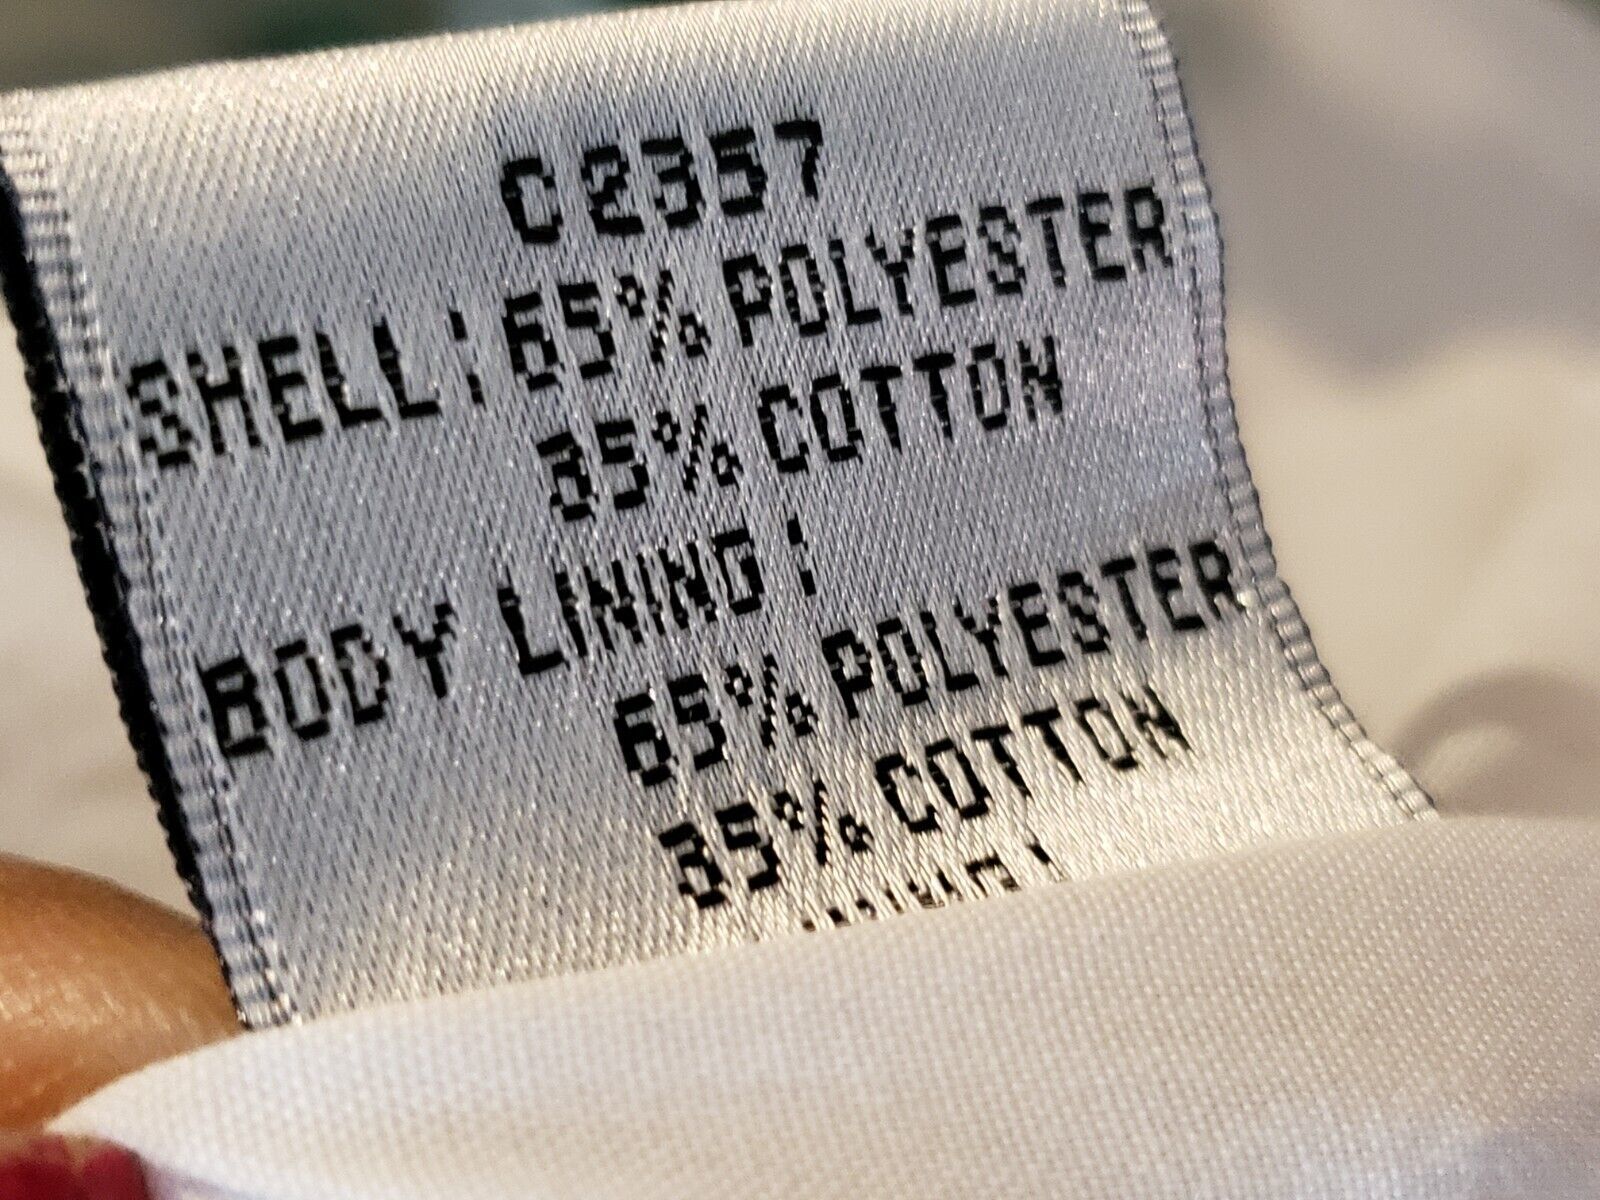 C2357
SHELL: 65% POLYESTER
35% COTTON
BODY LINING:
65% POLYESTER
35% COTTON